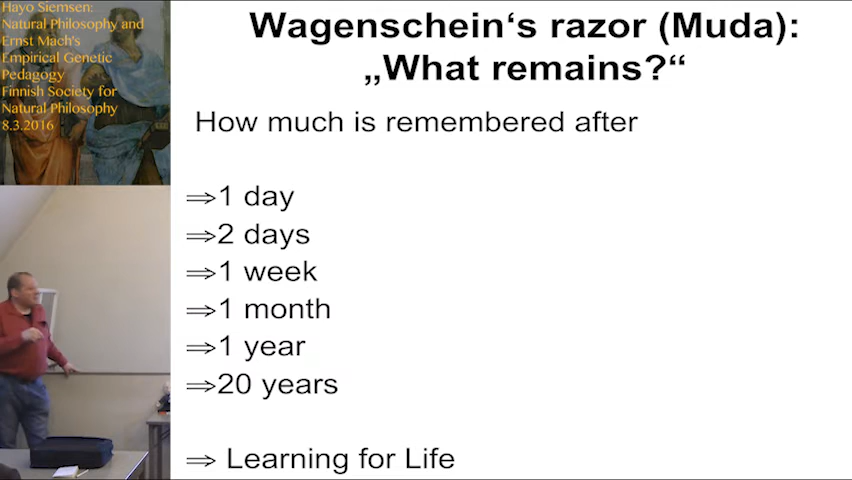 Hayo Siemsen:
Natural Philosophy and
Ernst Mach's
Empirical Genetic
Pedagogy
Finnish Society for
Natural Philosophy
8.3.2016
Wagenschein‘s razor (Muda):
„What remains?“
How much is remembered after
⇒1 day
⇒2 days
⇒1 week
⇒1 month
⇒1 year
⇒20 years
⇒ Learning for Life